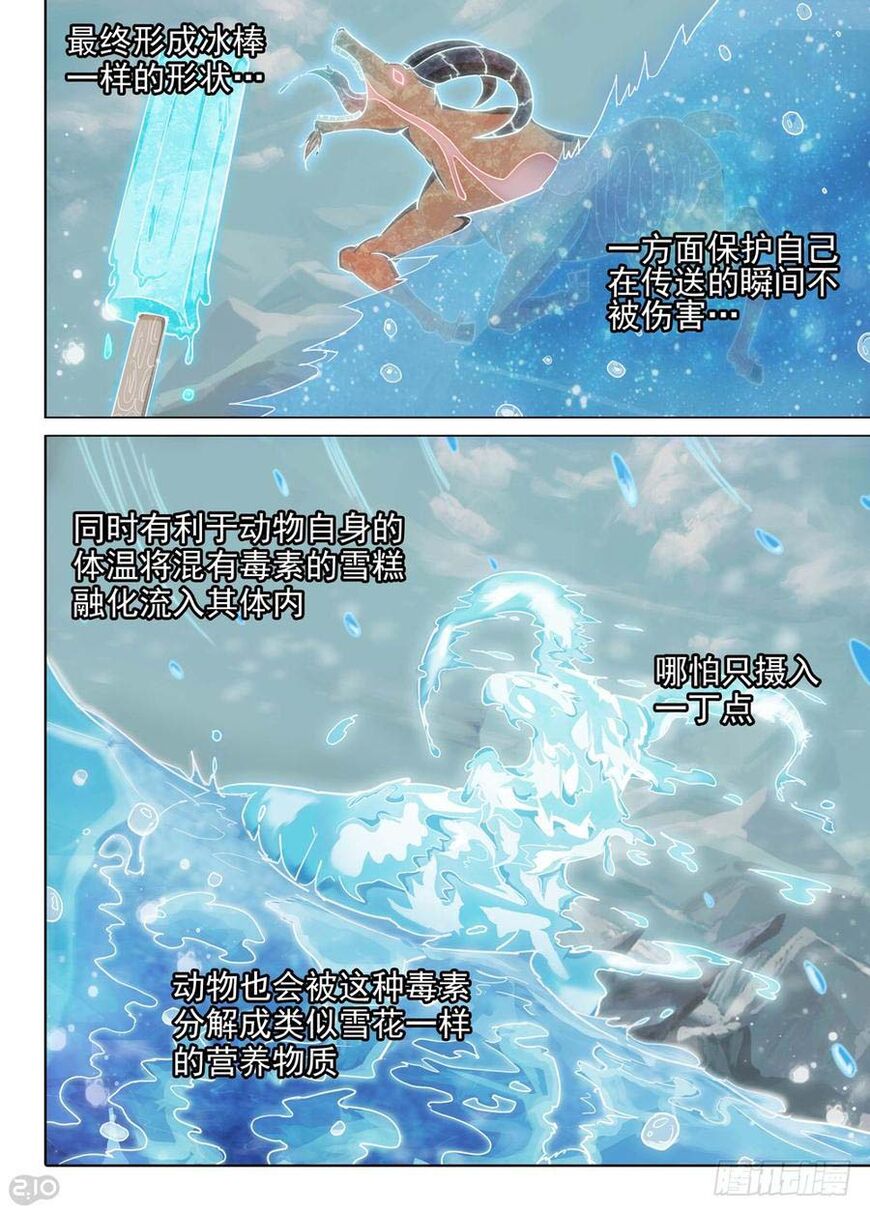 最终形成冰棒
一样的形状…
一方面保护自己
在传送的瞬间不
被伤害…
同时有利于动物自身的
体温将混有毒素的雪糕
融化流入其体内
哪怕只摄入
一丁点
动物也会被这种毒素
分解成类似雪花一样
的营养物质
2.10
腾讯动漫